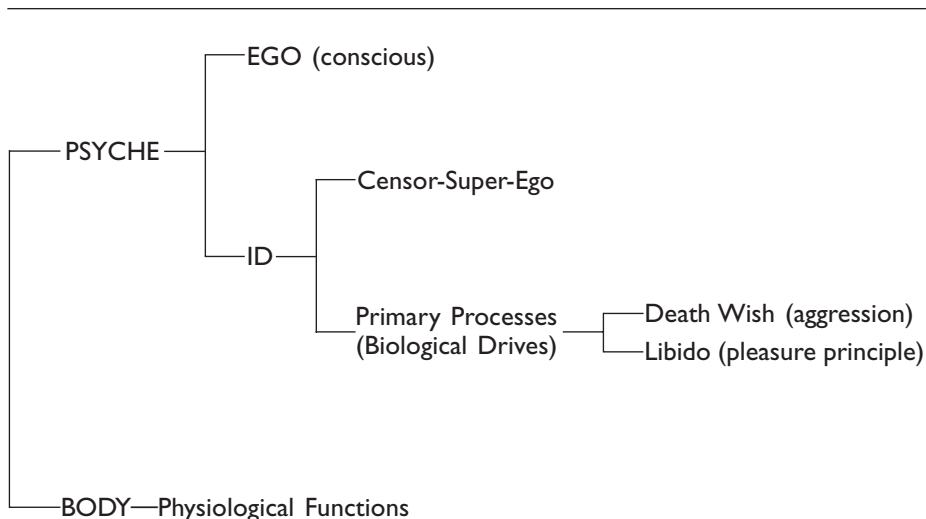 EGO (conscious)
PSYCHE
Censor-Super-Ego
ID
Primary Processes
(Biological Drives)
Death Wish (aggression)
Libido (pleasure principle)
BODY—Physiological Functions